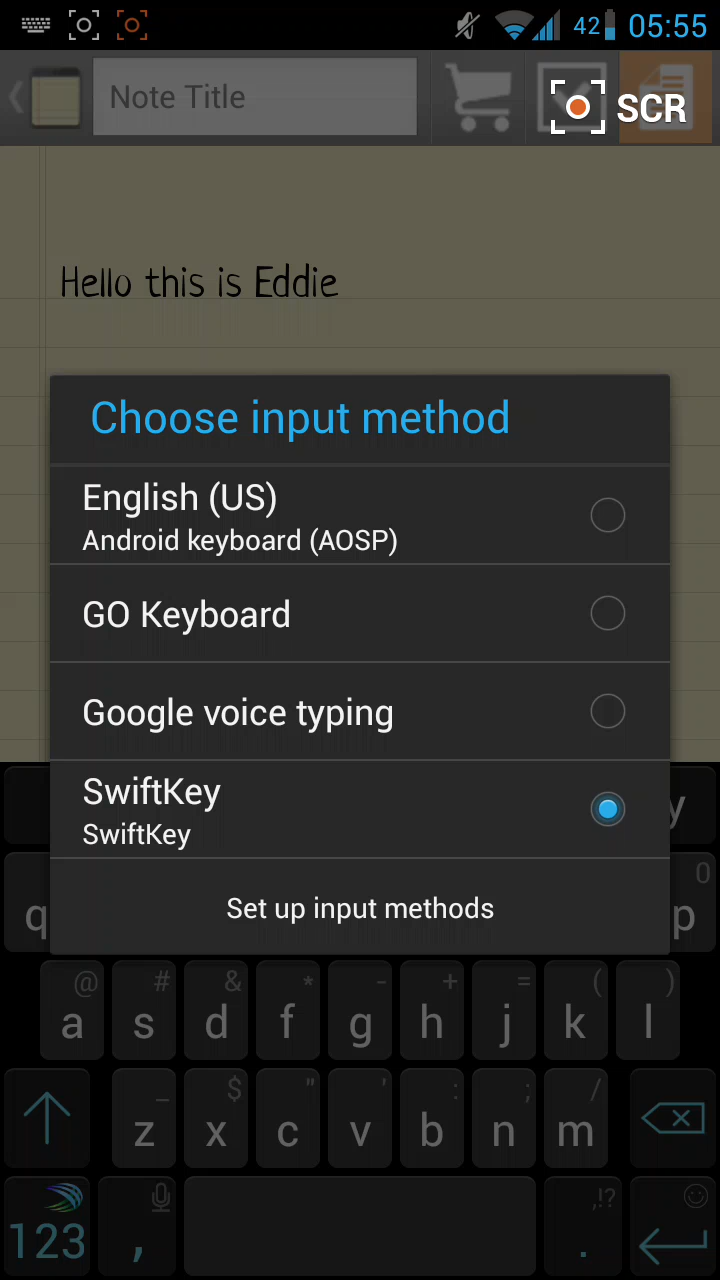 42 05:55
Note Title
SCR
Hello this is Eddie
Choose input method
English (US)
Android keyboard (AOSP)
GO Keyboard
Google voice typing
SwiftKey
SwiftKey
Set up input methods
y
0
q p
@ # & * - + = ( )
a s d f g h j k l
_ $ " ' : ; /
z x c v b n m
,!?
123 , .